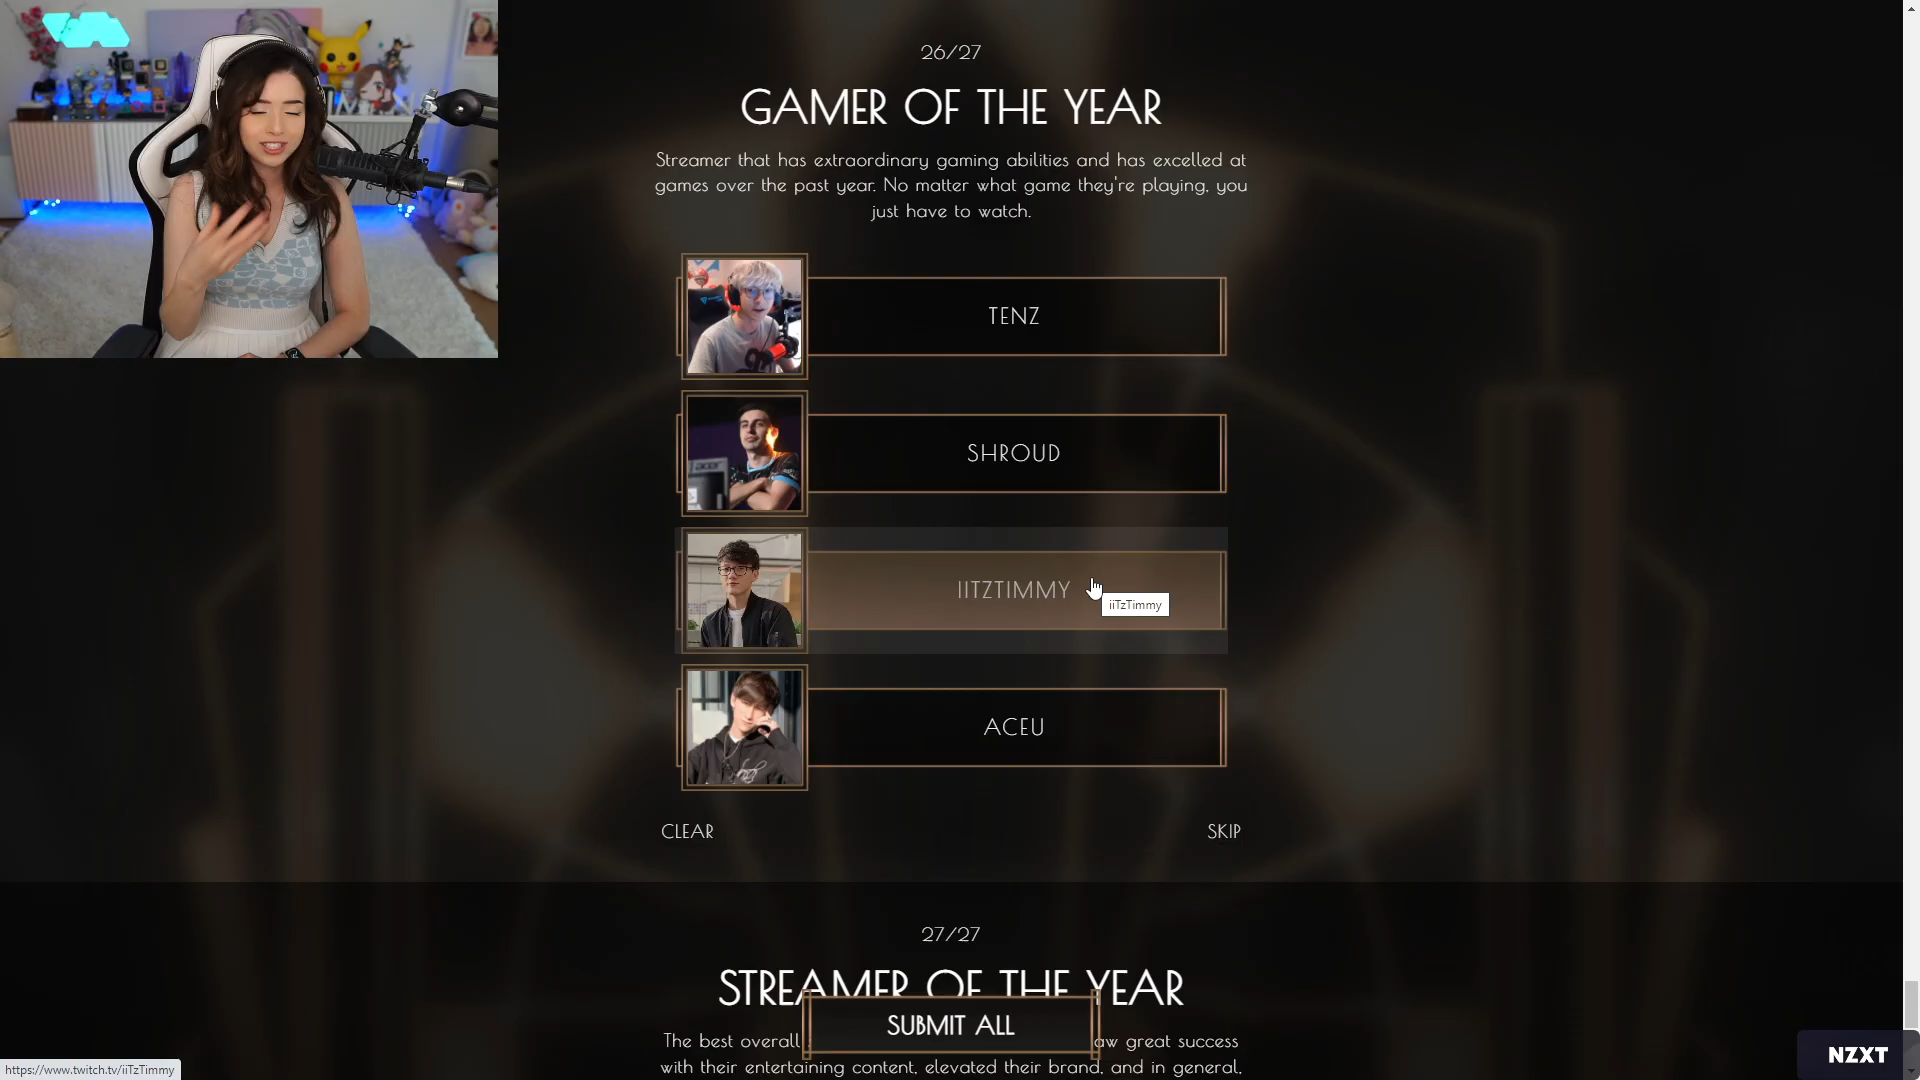 26/27
GAMER OF THE YEAR
Streamer that has extraordinary gaming abilities and has excelled at
games over the past year. No matter what game they're playing, you
just have to watch.
TENZ
SHROUD
IITZTIMMY
iiTzTimmy
ACEU
CLEAR
SKIP
27/27
STREAMER OF THE YEAR
SUBMIT ALL
The best overall aw great success
with their entertaining content, elevated their brand, and in general,
https://www.twitch.tv/iiTzTimmy
NZXT